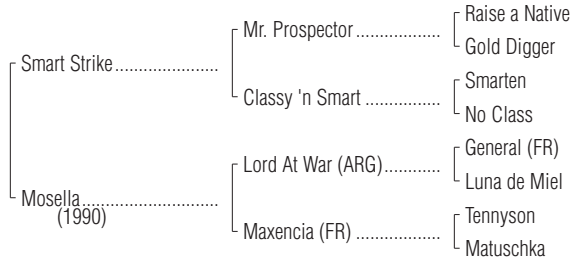 Raise a Native
Mr. Prospector ..................
Gold Digger
Smart Strike......................
Smarten
Classy 'n Smart ................
No Class
General (FR)
Lord At War (ARG)............
Luna de Miel
Mosella.............................
(1990)
Tennyson
Maxencia (FR) ..................
Matuschka